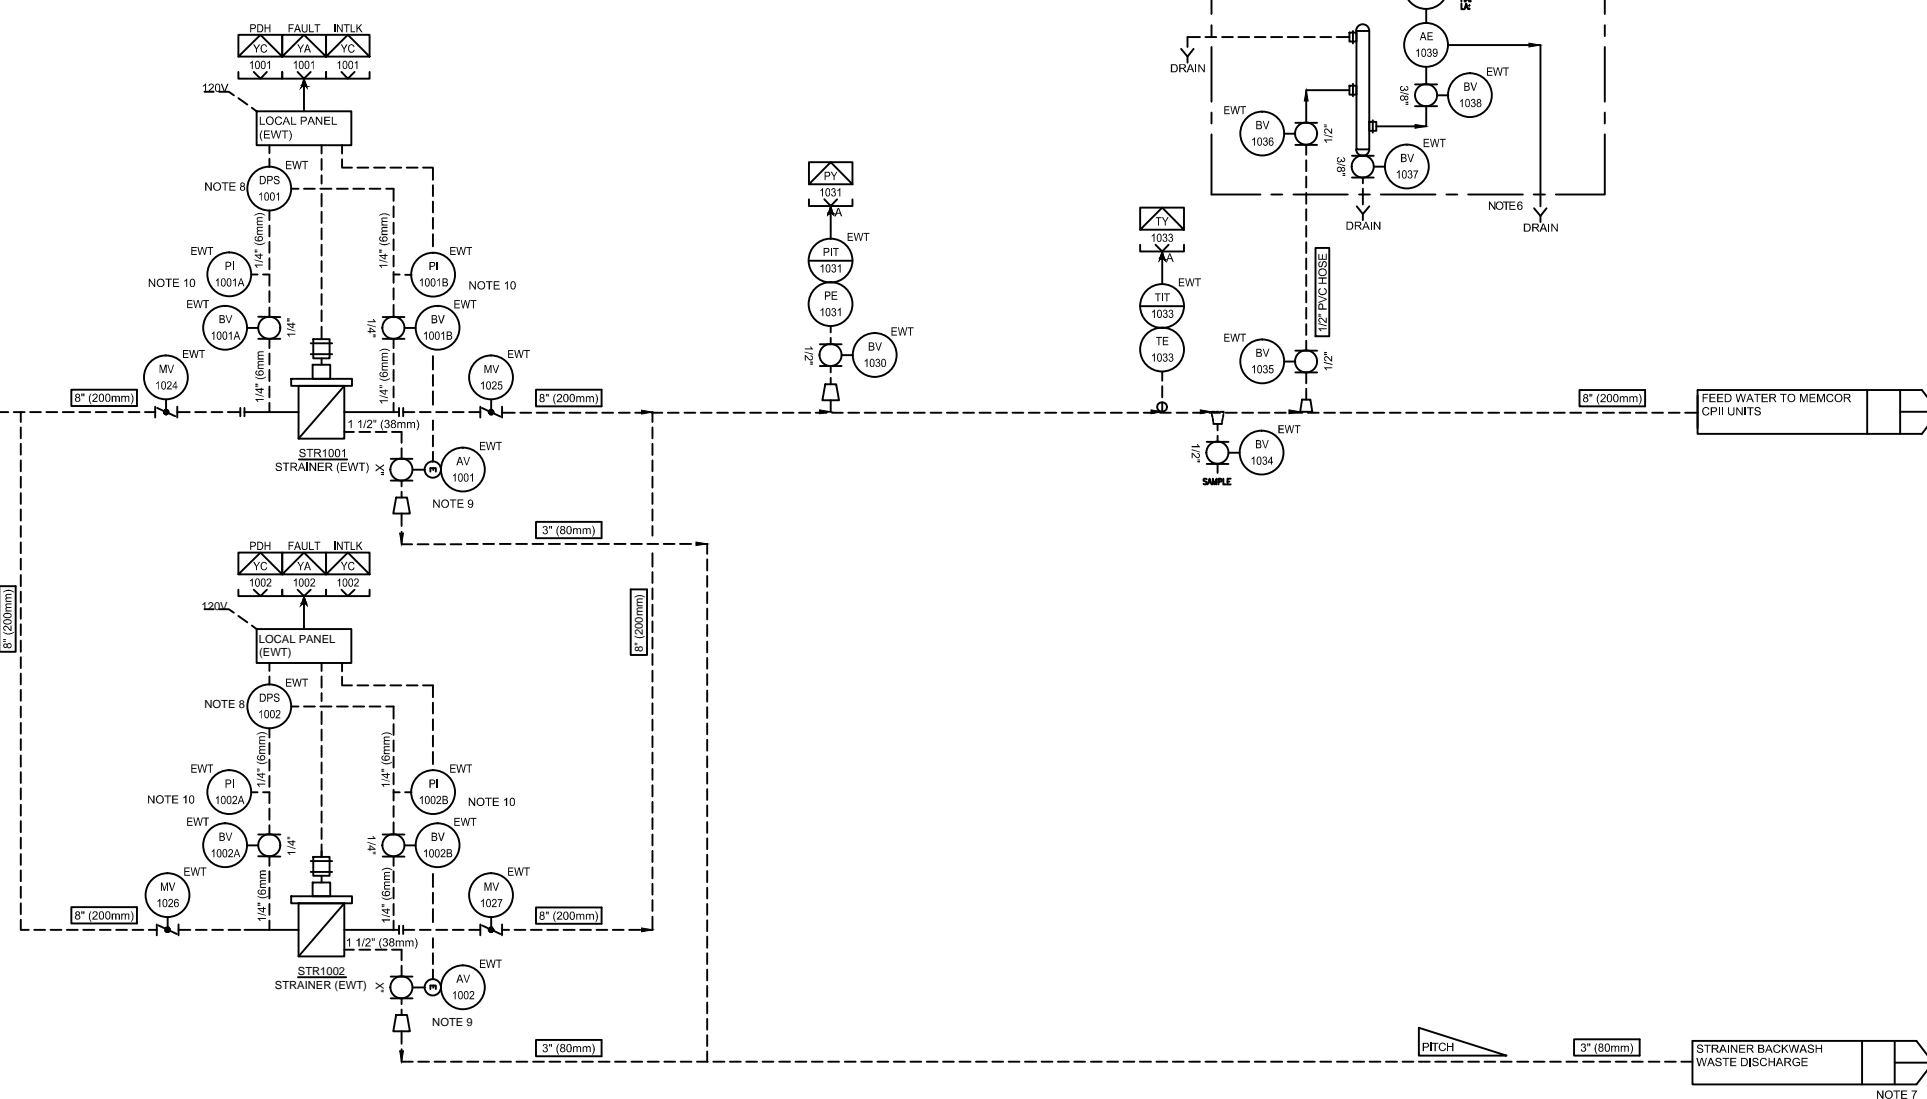 PDH FAULT INTLK
YC YA YC
1001 1001 1001
120V
LOCAL PANEL
(EWT)
EWT
DPS
1001
NOTE 8
1/4" (6mm)
1/4" (6mm)
EWT
PI
1001A
NOTE 10
EWT
PI
1001B
NOTE 10
EWT
BV
1001A
1/4"
1/4"
EWT
BV
1001B
1/4" (6mm
1/4" (6mm)
EWT
MV
1024
EWT
MV
1025
8" (200mm)
8" (200mm)
1 1/2" (38mm)
STR1001
STRAINER (EWT)
"X"
M
EWT
AV
1001
NOTE 9
3" (80mm)
8" (200mm)
8" (200mm)
PDH FAULT INTLK
YC YA YC
1002 1002 1002
120V
LOCAL PANEL
(EWT)
EWT
DPS
1002
NOTE 8
1/4" (6mm)
1/4" (6mm)
EWT
PI
1002A
NOTE 10
EWT
PI
1002B
NOTE 10
EWT
BV
1002A
1/4"
1/4"
EWT
BV
1002B
1/4" (6mm
1/4" (6mm)
EWT
MV
1026
EWT
MV
1027
8" (200mm)
8" (200mm)
1 1/2" (38mm)
STR1002
STRAINER (EWT)
"X"
M
EWT
AV
1002
NOTE 9
3" (80mm)
PY
1031
A
EWT
PIT
1031
PE
1031
1/2"
EWT
BV
1030
TY
1033
A
EWT
TIT
1033
TE
1033
DRAIN
AE
1039
EWT
BV
1038
3/8"
EWT
BV
1036
1/2"
EWT
BV
1037
3/8"
NOTE 6
DRAIN
DRAIN
1/2" PVC HOSE
EWT
BV
1035
1/2"
EWT
BV
1034
1/2"
SAMPLE
8" (200mm)
FEED WATER TO MEMCOR
CPII UNITS
PITCH
3" (80mm)
STRAINER BACKWASH
WASTE DISCHARGE
NOTE 7